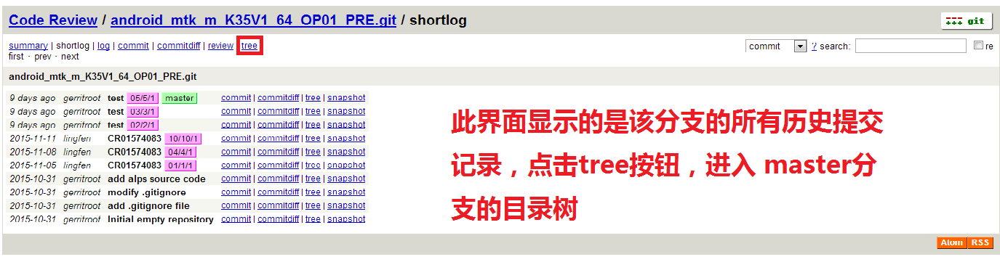 Code Review / android_mtk_m_K35V1_64_OP01_PRE.git / shortlog
git
summary | shortlog | log | commit | commitdiff | review | tree
commit ? search: re
first · prev · next
android_mtk_m_K35V1_64_OP01_PRE.git
9 days ago gerritroot test 05/5/1 master commit | commitdiff | tree | snapshot
9 days ago gerritroot test 03/3/1 commit | commitdiff | tree | snapshot
9 days ago gerritroot test 02/2/1 commit | commitdiff | tree | snapshot
2015-11-11 lingfen CR01574083 10/10/1 commit | commitdiff | tree | snapshot
2015-11-08 lingfen CR01574083 04/4/1 commit | commitdiff | tree | snapshot
2015-11-05 lingfen CR01574083 01/1/1 commit | commitdiff | tree | snapshot
2015-10-31 gerritroot add alps source code commit | commitdiff | tree | snapshot
2015-10-31 gerritroot modify .gitignore commit | commitdiff | tree | snapshot
2015-10-31 gerritroot add .gitignore file commit | commitdiff | tree | snapshot
2015-10-31 gerritroot Initial empty repository commit | commitdiff | tree | snapshot
此界面显示的是该分支的所有历史提交
记录，点击tree按钮，进入 master分
支的目录树
Atom RSS